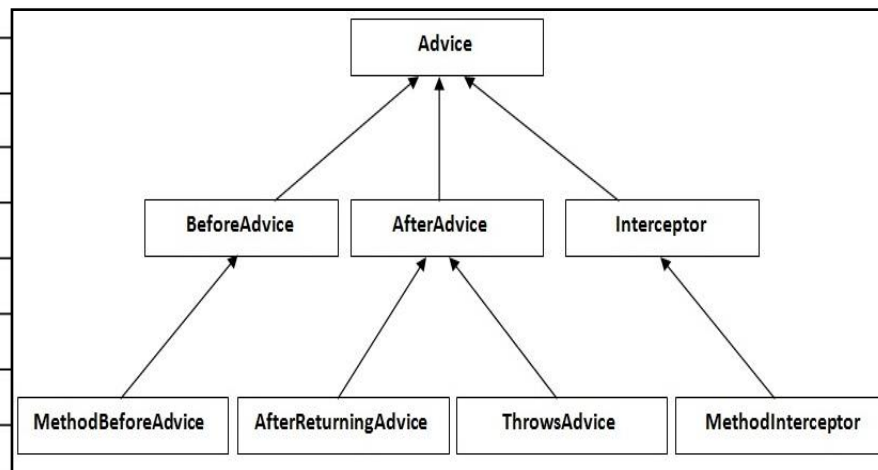 Advice
BeforeAdvice AfterAdvice Interceptor
MethodBeforeAdvice AfterReturningAdvice ThrowsAdvice MethodInterceptor